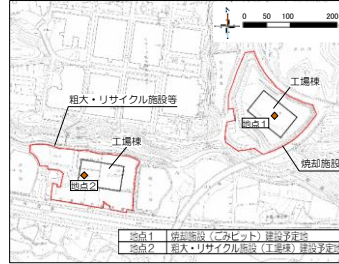 0 50 100 200
工場棟
地点1
粗大・リサイクル施設等
工場棟
焼却施設
地点2
地点1 焼却施設（ごみピット）建設予定地
地点2 粗大・リサイクル施設（工場棟）建設予定地